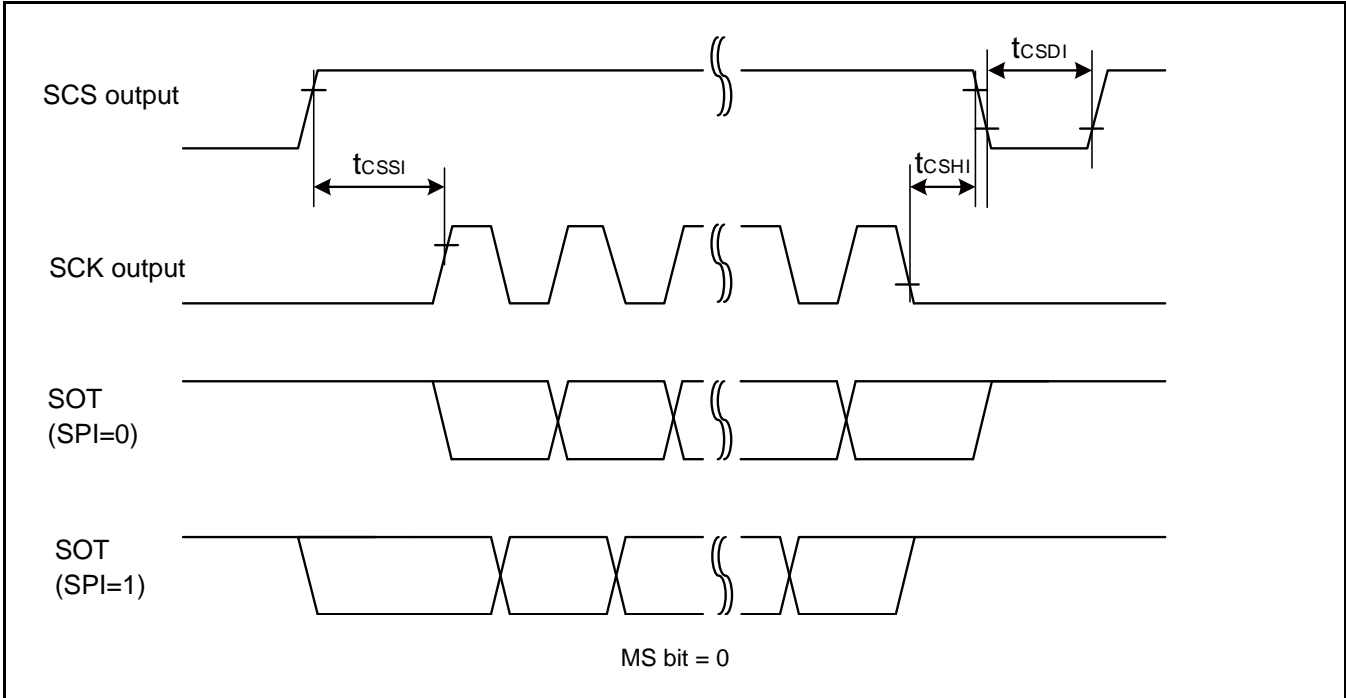 tCSDI
SCS output
tCSSI
tCSHI
SCK output
SOT
(SPI=0)
SOT
(SPI=1)
MS bit = 0